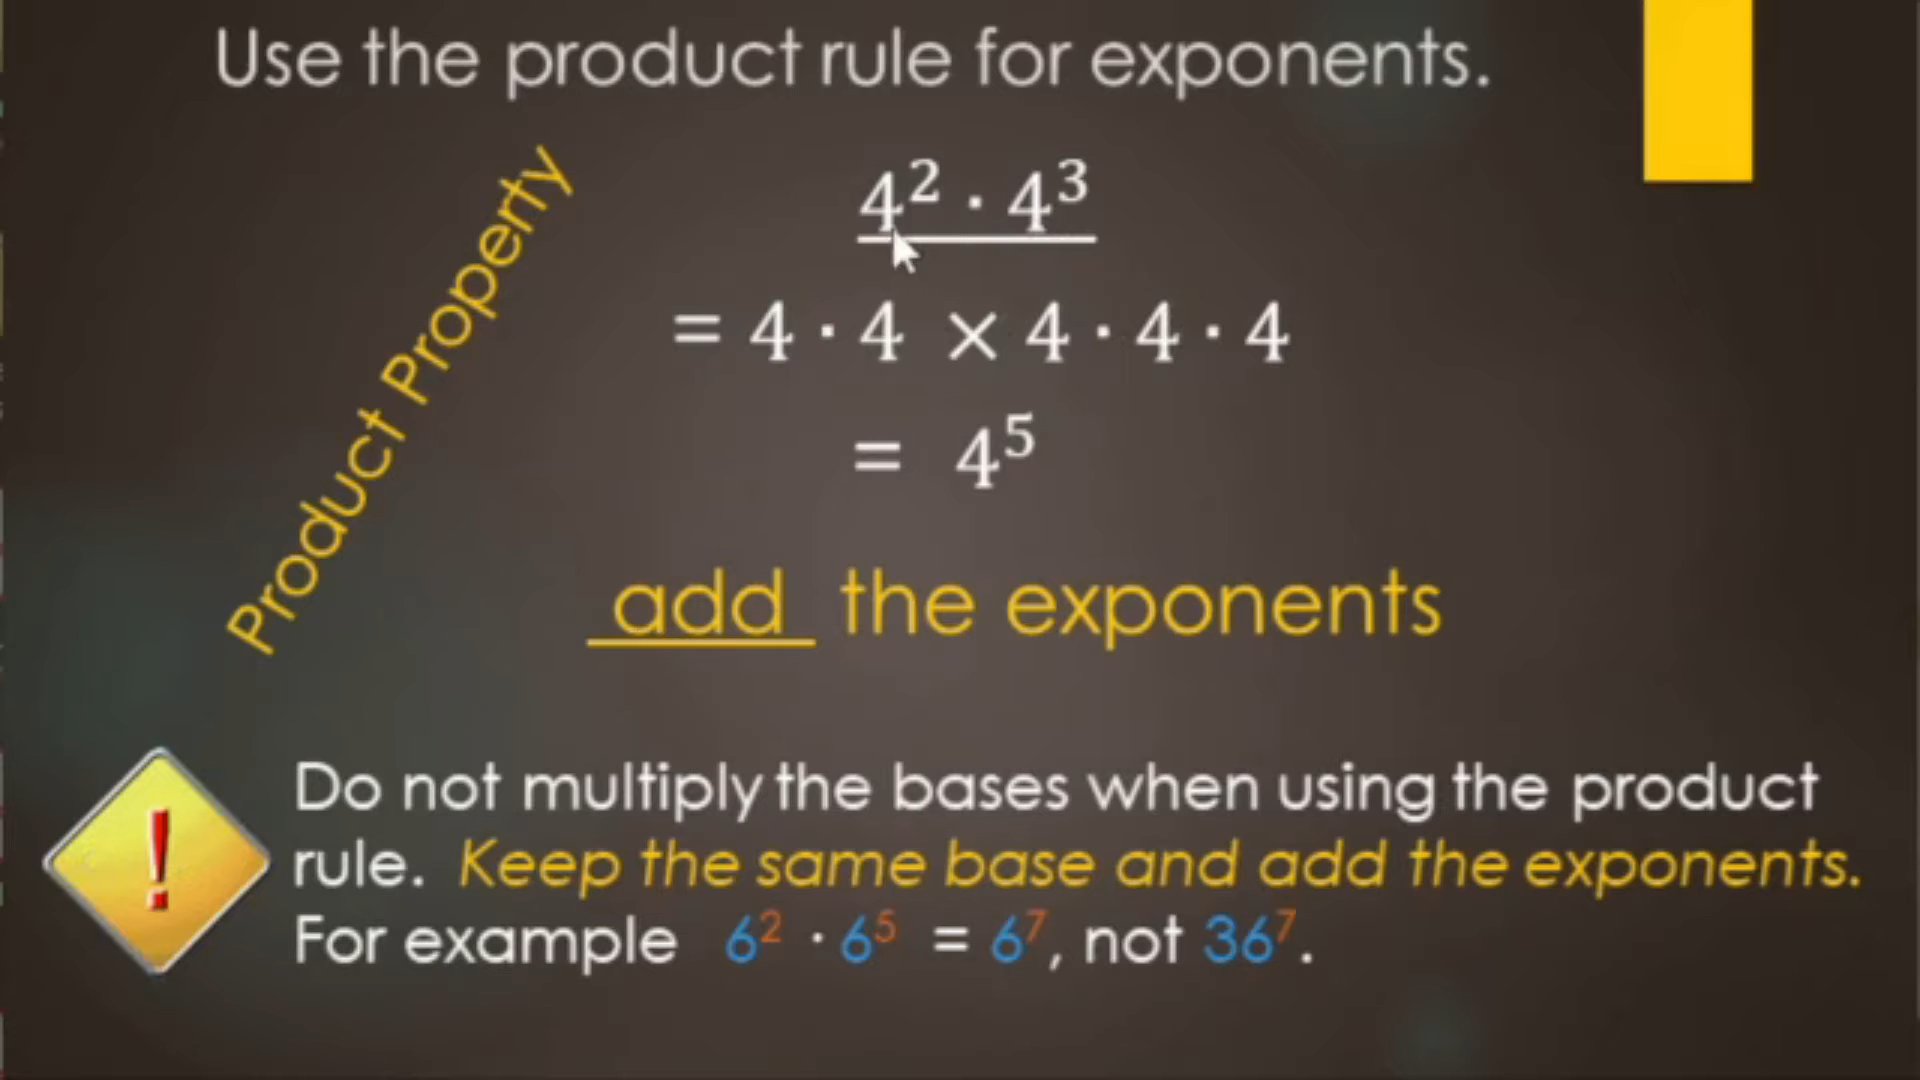 Use the product rule for exponents.
Product Property
4² · 4³
= 4 · 4 × 4 · 4 · 4
= 4⁵
add the exponents
!
Do not multiply the bases when using the product
rule. Keep the same base and add the exponents.
For example 6² · 6⁵ = 6⁷, not 36⁷.